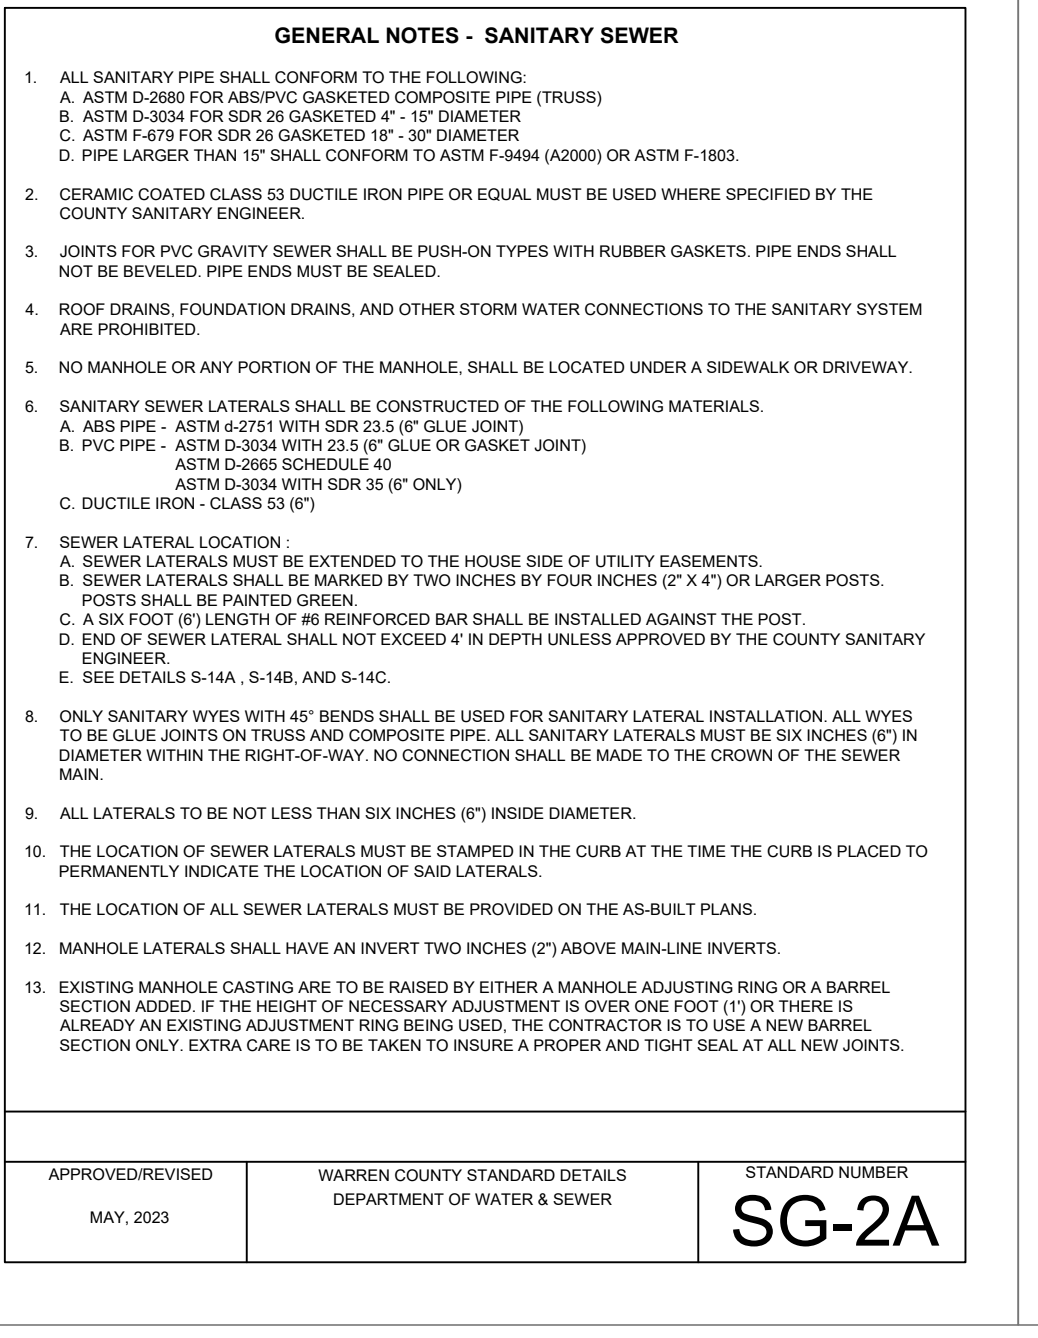 GENERAL NOTES - SANITARY SEWER
1. ALL SANITARY PIPE SHALL CONFORM TO THE FOLLOWING:
A. ASTM D-2680 FOR ABS/PVC GASKETED COMPOSITE PIPE (TRUSS)
B. ASTM D-3034 FOR SDR 26 GASKETED 4" - 15" DIAMETER
C. ASTM F-679 FOR SDR 26 GASKETED 18" - 30" DIAMETER
D. PIPE LARGER THAN 15" SHALL CONFORM TO ASTM F-9494 (A2000) OR ASTM F-1803.
2. CERAMIC COATED CLASS 53 DUCTILE IRON PIPE OR EQUAL MUST BE USED WHERE SPECIFIED BY THE
COUNTY SANITARY ENGINEER.
3. JOINTS FOR PVC GRAVITY SEWER SHALL BE PUSH-ON TYPES WITH RUBBER GASKETS. PIPE ENDS SHALL
NOT BE BEVELED. PIPE ENDS MUST BE SEALED.
4. ROOF DRAINS, FOUNDATION DRAINS, AND OTHER STORM WATER CONNECTIONS TO THE SANITARY SYSTEM
ARE PROHIBITED.
5. NO MANHOLE OR ANY PORTION OF THE MANHOLE, SHALL BE LOCATED UNDER A SIDEWALK OR DRIVEWAY.
6. SANITARY SEWER LATERALS SHALL BE CONSTRUCTED OF THE FOLLOWING MATERIALS.
A. ABS PIPE - ASTM d-2751 WITH SDR 23.5 (6" GLUE JOINT)
B. PVC PIPE - ASTM D-3034 WITH 23.5 (6" GLUE OR GASKET JOINT)
ASTM D-2665 SCHEDULE 40
ASTM D-3034 WITH SDR 35 (6" ONLY)
C. DUCTILE IRON - CLASS 53 (6")
7. SEWER LATERAL LOCATION :
A. SEWER LATERALS MUST BE EXTENDED TO THE HOUSE SIDE OF UTILITY EASEMENTS.
B. SEWER LATERALS SHALL BE MARKED BY TWO INCHES BY FOUR INCHES (2" X 4") OR LARGER POSTS.
POSTS SHALL BE PAINTED GREEN.
C. A SIX FOOT (6') LENGTH OF #6 REINFORCED BAR SHALL BE INSTALLED AGAINST THE POST.
D. END OF SEWER LATERAL SHALL NOT EXCEED 4' IN DEPTH UNLESS APPROVED BY THE COUNTY SANITARY
ENGINEER.
E. SEE DETAILS S-14A , S-14B, AND S-14C.
8. ONLY SANITARY WYES WITH 45° BENDS SHALL BE USED FOR SANITARY LATERAL INSTALLATION. ALL WYES
TO BE GLUE JOINTS ON TRUSS AND COMPOSITE PIPE. ALL SANITARY LATERALS MUST BE SIX INCHES (6") IN
DIAMETER WITHIN THE RIGHT-OF-WAY. NO CONNECTION SHALL BE MADE TO THE CROWN OF THE SEWER
MAIN.
9. ALL LATERALS TO BE NOT LESS THAN SIX INCHES (6") INSIDE DIAMETER.
10. THE LOCATION OF SEWER LATERALS MUST BE STAMPED IN THE CURB AT THE TIME THE CURB IS PLACED TO
PERMANENTLY INDICATE THE LOCATION OF SAID LATERALS.
11. THE LOCATION OF ALL SEWER LATERALS MUST BE PROVIDED ON THE AS-BUILT PLANS.
12. MANHOLE LATERALS SHALL HAVE AN INVERT TWO INCHES (2") ABOVE MAIN-LINE INVERTS.
13. EXISTING MANHOLE CASTING ARE TO BE RAISED BY EITHER A MANHOLE ADJUSTING RING OR A BARREL
SECTION ADDED. IF THE HEIGHT OF NECESSARY ADJUSTMENT IS OVER ONE FOOT (1') OR THERE IS
ALREADY AN EXISTING ADJUSTMENT RING BEING USED, THE CONTRACTOR IS TO USE A NEW BARREL
SECTION ONLY. EXTRA CARE IS TO BE TAKEN TO INSURE A PROPER AND TIGHT SEAL AT ALL NEW JOINTS.
APPROVED/REVISED
MAY, 2023
WARREN COUNTY STANDARD DETAILS
DEPARTMENT OF WATER & SEWER
STANDARD NUMBER
SG-2A